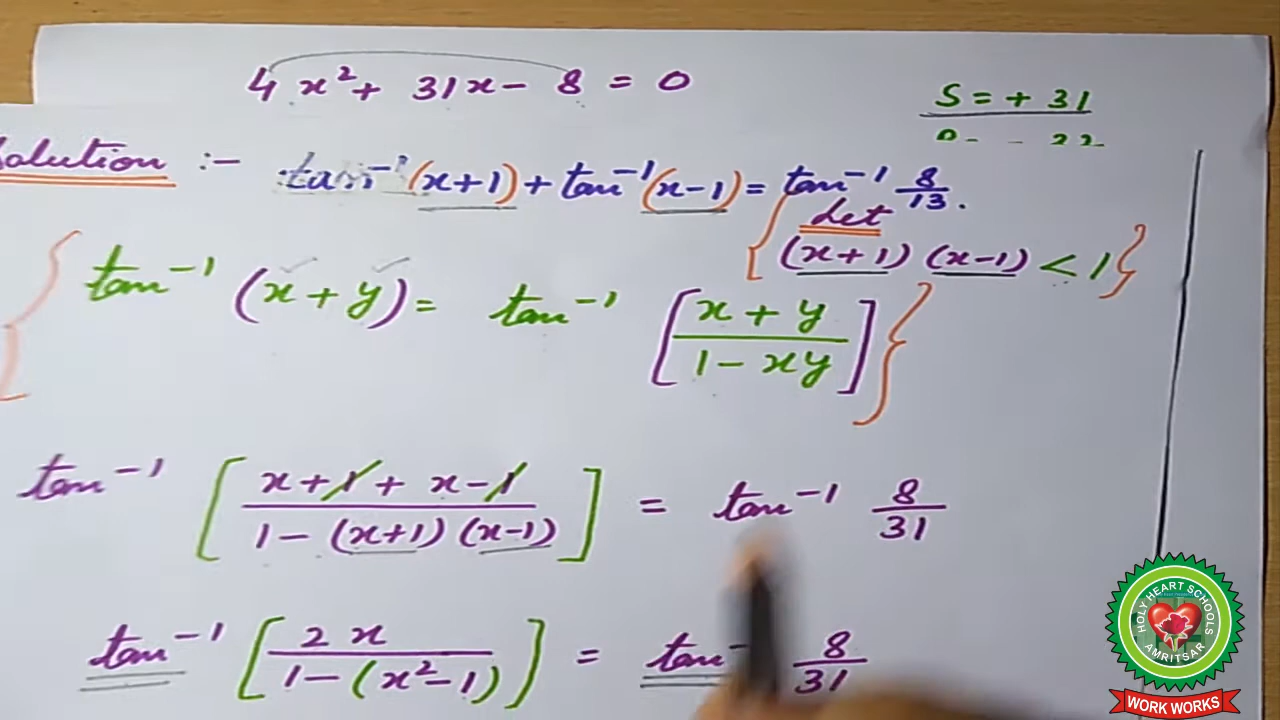 4x² + 31x - 8 = 0
S = + 31
Solution :- tan⁻¹(x+1) + tan⁻¹(x-1) = tan⁻¹ 8/13.
Let
{(x+1) (x-1) < 1}
{tan⁻¹ (x + y) = tan⁻¹ [x + y / 1 - xy]}
tan⁻¹ [x + 1 + x - 1 / 1 - (x+1) (x-1)] = tan⁻¹ 8/31
tan⁻¹ [2x / 1 - (x² - 1)] = tan⁻¹ 8/31
HOLY HEART SCHOOLS
AMRITSAR
WORK WORKS